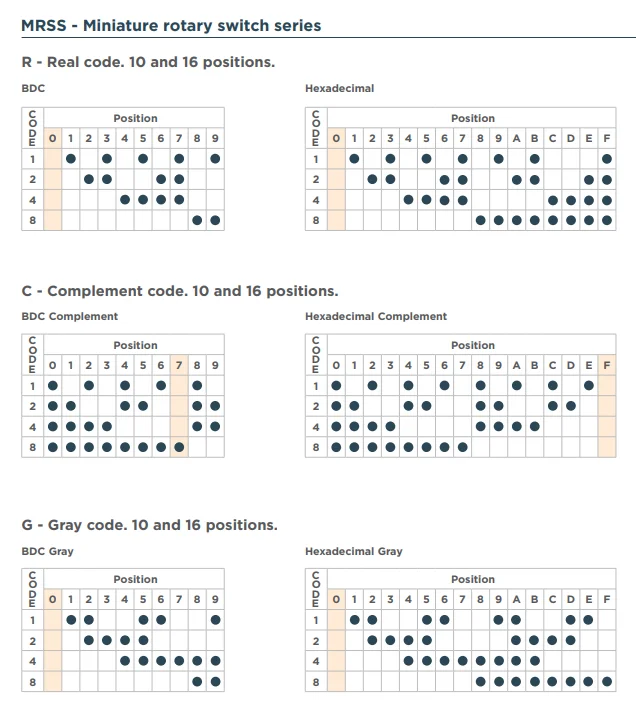 MRSS - Miniature rotary switch series
R - Real code. 10 and 16 positions.
BDC
CODE
Position
0 1 2 3 4 5 6 7 8 9
1
2
4
8
Hexadecimal
CODE
Position
0 1 2 3 4 5 6 7 8 9 A B C D E F
1
2
4
8
C - Complement code. 10 and 16 positions.
BDC Complement
CODE
Position
0 1 2 3 4 5 6 7 8 9
1
2
4
8
Hexadecimal Complement
CODE
Position
0 1 2 3 4 5 6 7 8 9 A B C D E F
1
2
4
8
G - Gray code. 10 and 16 positions.
BDC Gray
CODE
Position
0 1 2 3 4 5 6 7 8 9
1
2
4
8
Hexadecimal Gray
CODE
Position
0 1 2 3 4 5 6 7 8 9 A B C D E F
1
2
4
8